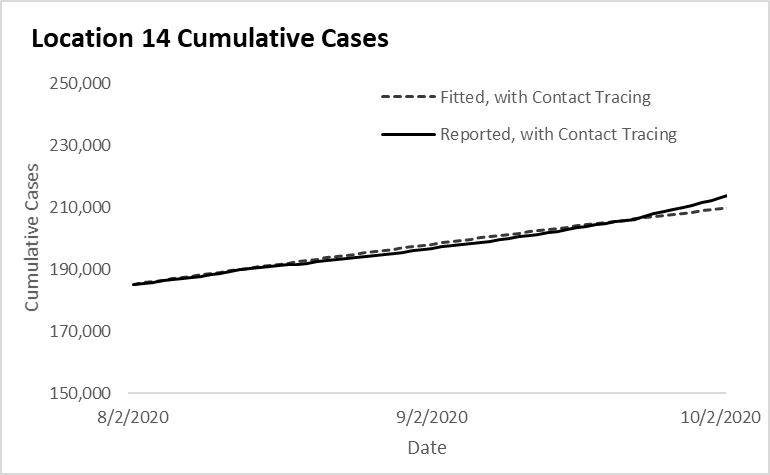 Location 14 Cumulative Cases
250,000
Fitted, with Contact Tracing
Reported, with Contact Tracing
230,000
210,000
190,000
170,000
150,000
Cumulative Cases
8/2/2020
9/2/2020
10/2/2020
Date